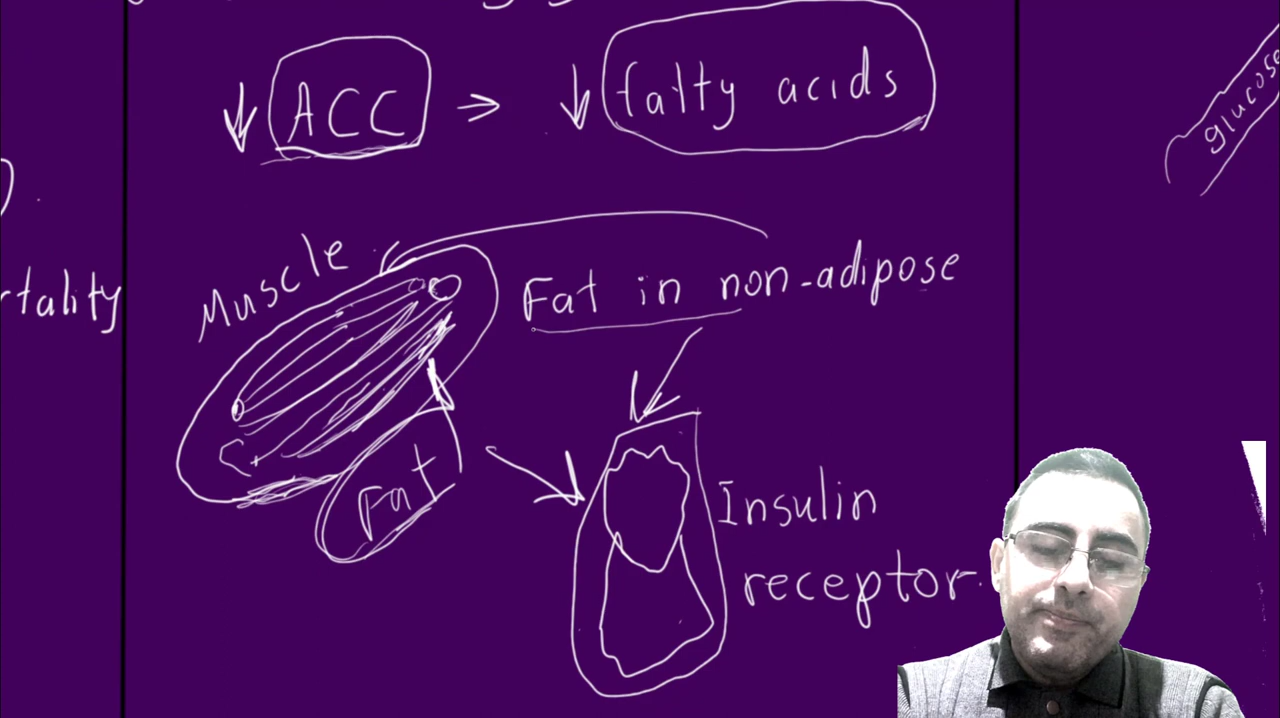 ↓ ACC → ↓ fatty acids
glucose
Muscle
Fat in non-adipose
rtality
Fat
Insulin
receptor